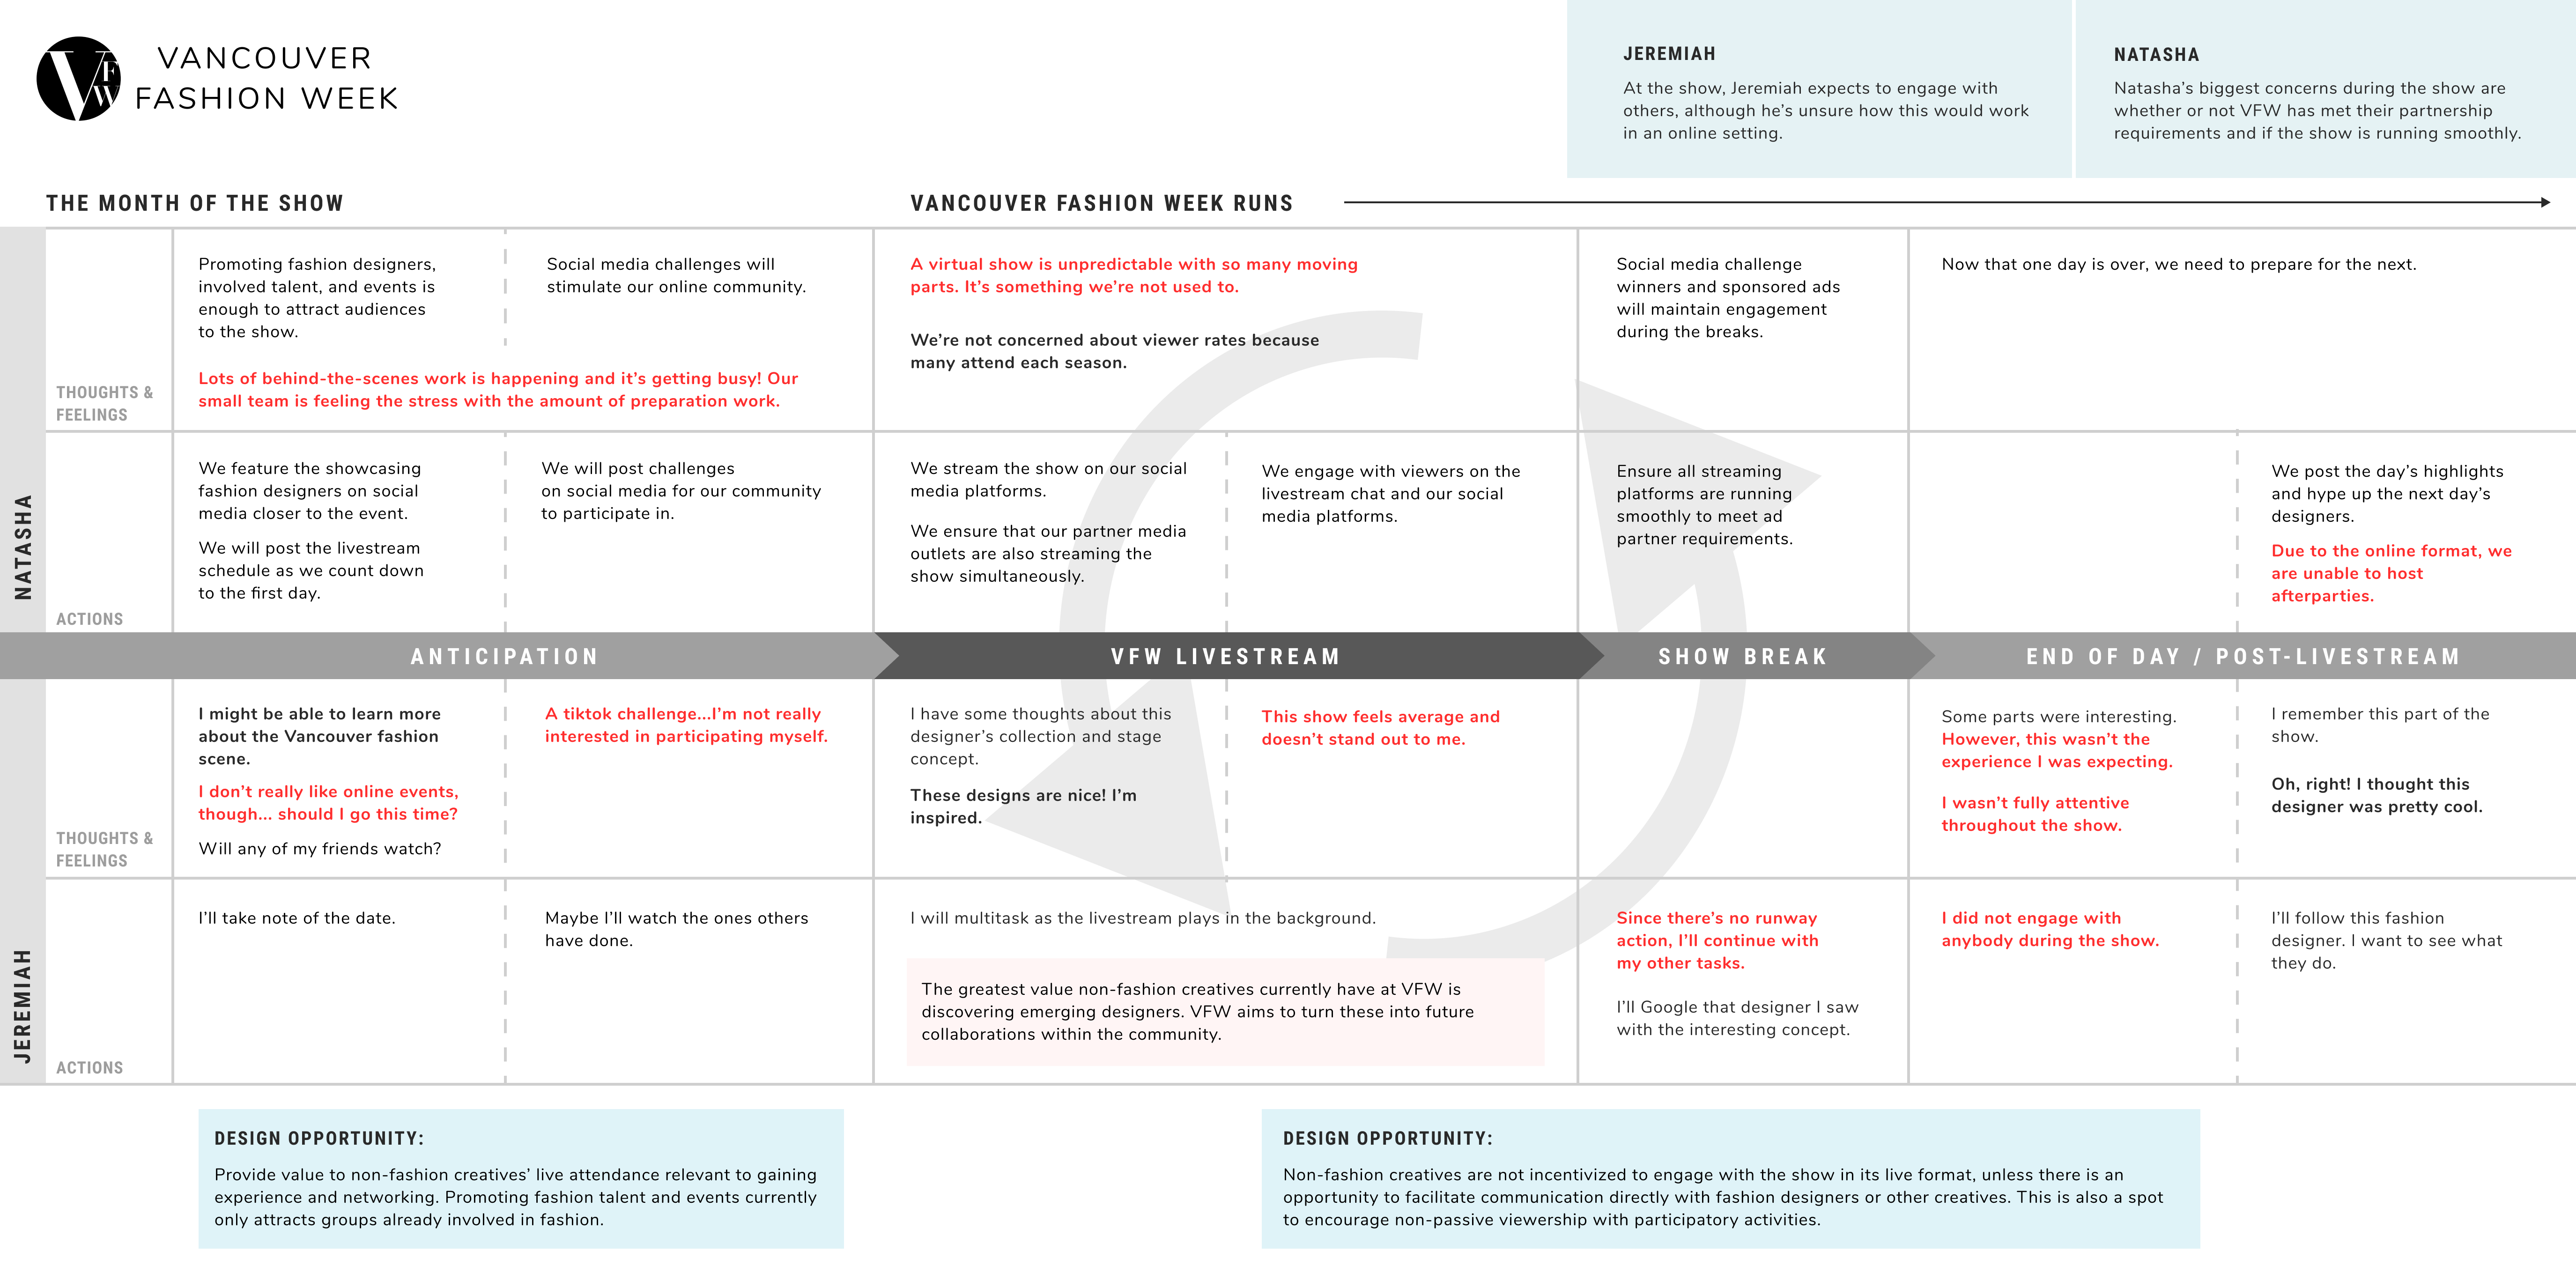 VFW
VANCOUVER
FASHION WEEK
JEREMIAH
At the show, Jeremiah expects to engage with
others, although he's unsure how this would work
in an online setting.
NATASHA
Natasha's biggest concerns during the show are
whether or not VFW has met their partnership
requirements and if the show is running smoothly.
THE MONTH OF THE SHOW
VANCOUVER FASHION WEEK RUNS
NATASHA
THOUGHTS &
FEELINGS
Promoting fashion designers,
involved talent, and events is
enough to attract audiences
to the show.
Social media challenges will
stimulate our online community.
Lots of behind-the-scenes work is happening and it's getting busy! Our
small team is feeling the stress with the amount of preparation work.
A virtual show is unpredictable with so many moving
parts. It's something we're not used to.
We're not concerned about viewer rates because
many attend each season.
Social media challenge
winners and sponsored ads
will maintain engagement
during the breaks.
Now that one day is over, we need to prepare for the next.
ACTIONS
We feature the showcasing
fashion designers on social
media closer to the event.
We will post the livestream
schedule as we count down
to the first day.
We will post challenges
on social media for our community
to participate in.
We stream the show on our social
media platforms.
We ensure that our partner media
outlets are also streaming the
show simultaneously.
We engage with viewers on the
livestream chat and our social
media platforms.
Ensure all streaming
platforms are running
smoothly to meet ad
partner requirements.
We post the day's highlights
and hype up the next day's
designers.
Due to the online format, we
are unable to host
afterparties.
ANTICIPATION
VFW LIVESTREAM
SHOW BREAK
END OF DAY / POST-LIVESTREAM
JEREMIAH
THOUGHTS &
FEELINGS
I might be able to learn more
about the Vancouver fashion
scene.
I don't really like online events,
though... should I go this time?
Will any of my friends watch?
A tiktok challenge...I'm not really
interested in participating myself.
I have some thoughts about this
designer's collection and stage
concept.
These designs are nice! I'm
inspired.
This show feels average and
doesn't stand out to me.
Some parts were interesting.
However, this wasn't the
experience I was expecting.
I wasn't fully attentive
throughout the show.
I remember this part of the
show.
Oh, right! I thought this
designer was pretty cool.
ACTIONS
I'll take note of the date.
Maybe I'll watch the ones others
have done.
I will multitask as the livestream plays in the background.
The greatest value non-fashion creatives currently have at VFW is
discovering emerging designers. VFW aims to turn these into future
collaborations within the community.
Since there's no runway
action, I'll continue with
my other tasks.
I'll Google that designer I saw
with the interesting concept.
I did not engage with
anybody during the show.
I'll follow this fashion
designer. I want to see what
they do.
DESIGN OPPORTUNITY:
Provide value to non-fashion creatives' live attendance relevant to gaining
experience and networking. Promoting fashion talent and events currently
only attracts groups already involved in fashion.
DESIGN OPPORTUNITY:
Non-fashion creatives are not incentivized to engage with the show in its live format, unless there is an
opportunity to facilitate communication directly with fashion designers or other creatives. This is also a spot
to encourage non-passive viewership with participatory activities.